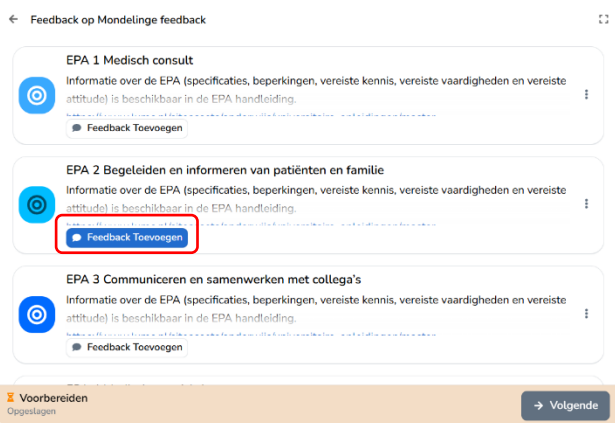 Feedback op Mondelinge feedback
EPA 1 Medisch consult
Informatie over de EPA (specificaties, beperkingen, vereiste kennis, vereiste vaardigheden en vereiste
attitude) is beschikbaar in de EPA handleiding.
Feedback Toevoegen
EPA 2 Begeleiden en informeren van patiënten en familie
Informatie over de EPA (specificaties, beperkingen, vereiste kennis, vereiste vaardigheden en vereiste
attitude) is beschikbaar in de EPA handleiding.
Feedback Toevoegen
EPA 3 Communiceren en samenwerken met collega's
Informatie over de EPA (specificaties, beperkingen, vereiste kennis, vereiste vaardigheden en vereiste
attitude) is beschikbaar in de EPA handleiding.
Feedback Toevoegen
Voorbereiden
Opgeslagen
Volgende